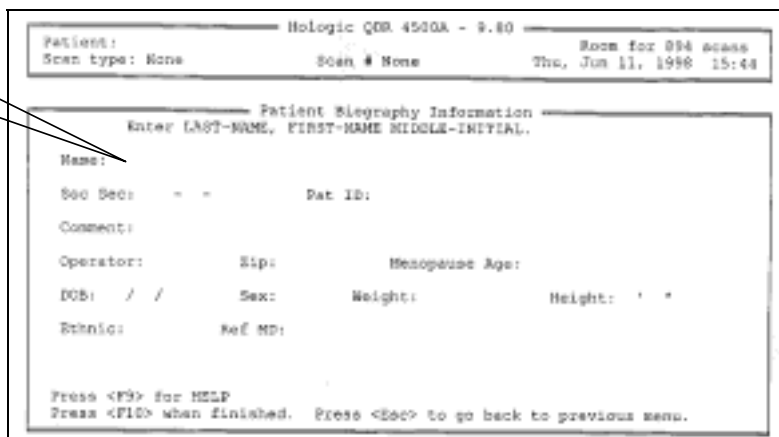 Hologic QDR 4500A - 9.80
Patient: Room for 894 scans
Scan type: None Scan # None Thu, Jun 11, 1998 15:44
Patient Biography Information
Enter LAST-NAME, FIRST-NAME MIDDLE-INITIAL.
Name:
Soc Sec: - - Pat ID:
Comment:
Operator: Zip: Menopause Age:
DOB: / / Sex: Weight: Height: ' "
Ethnic: Ref MD:
Press <F9> for HELP
Press <F10> when finished. Press <Esc> to go back to previous menu.